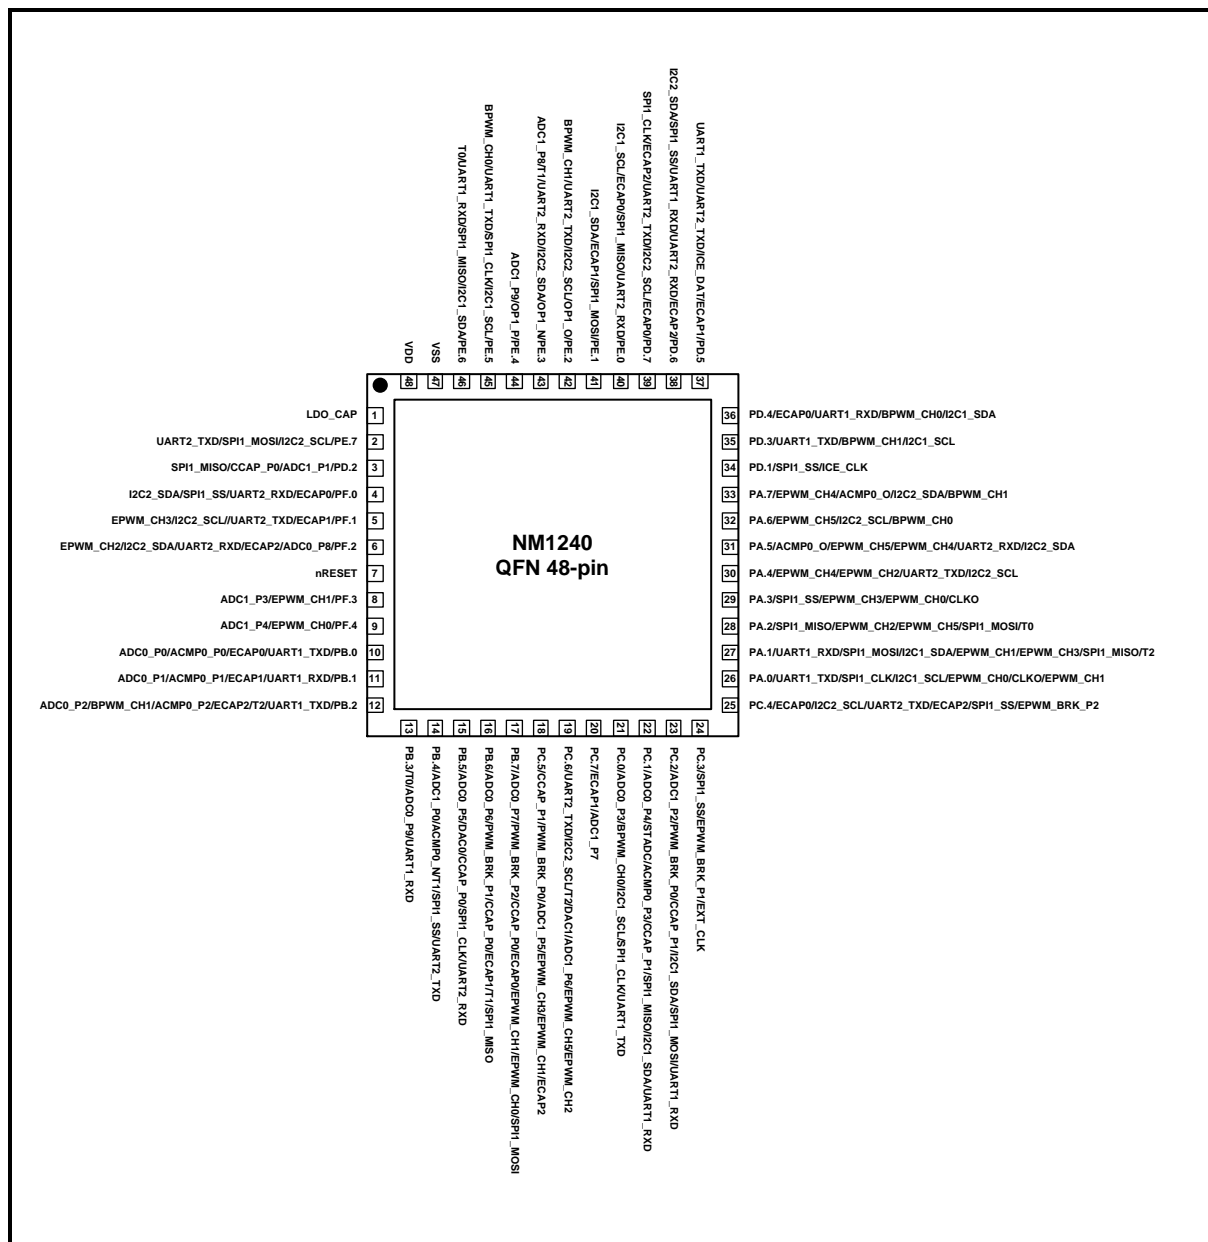 I2C2_SDA/SPI1_SS/UART1_RXD/UART2_RXD/ECAP2/PD.6
UART1_TXD/UART2_TXD/ICE_DAT/ECAP1/PD.5
SPI1_CLK/ECAP2/UART2_TXD/I2C2_SCL/ECAP0/PD.7
I2C1_SCL/ECAP0/SPI1_MISO/UART2_RXD/PE.0
I2C1_SDA/ECAP1/SPI1_MOSI/PE.1
BPWM_CH1/UART2_TXD/I2C2_SCL/OP1_O/PE.2
ADC1_P8/T1/UART2_RXD/I2C2_SDA/OP1_N/PE.3
ADC1_P9/OP1_P/PE.4
BPWM_CH0/UART1_TXD/SPI1_CLK/I2C1_SCL/PE.5
T0/UART1_RXD/SPI1_MISO/I2C1_SDA/PE.6
VSS
VDD
48 47 46 45 44 43 42 41 40 39 38 37
LDO_CAP 1
UART2_TXD/SPI1_MOSI/I2C2_SCL/PE.7 2
SPI1_MISO/CCAP_P0/ADC1_P1/PD.2 3
I2C2_SDA/SPI1_SS/UART2_RXD/ECAP0/PF.0 4
EPWM_CH3/I2C2_SCL//UART2_TXD/ECAP1/PF.1 5
EPWM_CH2/I2C2_SDA/UART2_RXD/ECAP2/ADC0_P8/PF.2 6
nRESET 7
ADC1_P3/EPWM_CH1/PF.3 8
ADC1_P4/EPWM_CH0/PF.4 9
ADC0_P0/ACMP0_P0/ECAP0/UART1_TXD/PB.0 10
ADC0_P1/ACMP0_P1/ECAP1/UART1_RXD/PB.1 11
ADC0_P2/BPWM_CH1/ACMP0_P2/ECAP2/T2/UART1_TXD/PB.2 12
NM1240
QFN 48-pin
36 PD.4/ECAP0/UART1_RXD/BPWM_CH0/I2C1_SDA
35 PD.3/UART1_TXD/BPWM_CH1/I2C1_SCL
34 PD.1/SPI1_SS/ICE_CLK
33 PA.7/EPWM_CH4/ACMP0_O/I2C2_SDA/BPWM_CH1
32 PA.6/EPWM_CH5/I2C2_SCL/BPWM_CH0
31 PA.5/ACMP0_O/EPWM_CH5/EPWM_CH4/UART2_RXD/I2C2_SDA
30 PA.4/EPWM_CH4/EPWM_CH2/UART2_TXD/I2C2_SCL
29 PA.3/SPI1_SS/EPWM_CH3/EPWM_CH0/CLKO
28 PA.2/SPI1_MISO/EPWM_CH2/EPWM_CH5/SPI1_MOSI/T0
27 PA.1/UART1_RXD/SPI1_MOSI/I2C1_SDA/EPWM_CH1/EPWM_CH3/SPI1_MISO/T2
26 PA.0/UART1_TXD/SPI1_CLK/I2C1_SCL/EPWM_CH0/CLKO/EPWM_CH1
25 PC.4/ECAP0/I2C2_SCL/UART2_TXD/ECAP2/SPI1_SS/EPWM_BRK_P2
13 14 15 16 17 18 19 20 21 22 23 24
PB.3/T0/ADC0_P9/UART1_RXD
PB.4/ADC1_P0/ACMP0_N/T1/SPI1_SS/UART2_TXD
PB.5/ADC0_P5/DAC0/CCAP_P0/SPI1_CLK/UART2_RXD
PB.6/ADC0_P6/PWM_BRK_P1/CCAP_P0/ECAP1/T1/SPI1_MISO
PB.7/ADC0_P7/PWM_BRK_P2/CCAP_P0/ECAP0/EPWM_CH1/EPWM_CH0/SPI1_MOSI
PC.5/CCAP_P1/PWM_BRK_P0/ADC1_P5/EPWM_CH3/EPWM_CH1/ECAP2
PC.6/UART2_TXD/I2C2_SCL/T2/DAC1/ADC1_P6/EPWM_CH5/EPWM_CH2
PC.7/ECAP1/ADC1_P7
PC.0/ADC0_P3/BPWM_CH0/I2C1_SCL/SPI1_CLK/UART1_TXD
PC.1/ADC0_P4/STADC/ACMP0_P3/CCAP_P1/SPI1_MISO/I2C1_SDA/UART1_RXD
PC.2/ADC1_P2/PWM_BRK_P0/CCAP_P1/I2C1_SDA/SPI1_MOSI/UART1_RXD
PC.3/SPI1_SS/EPWM_BRK_P1/EXT_CLK